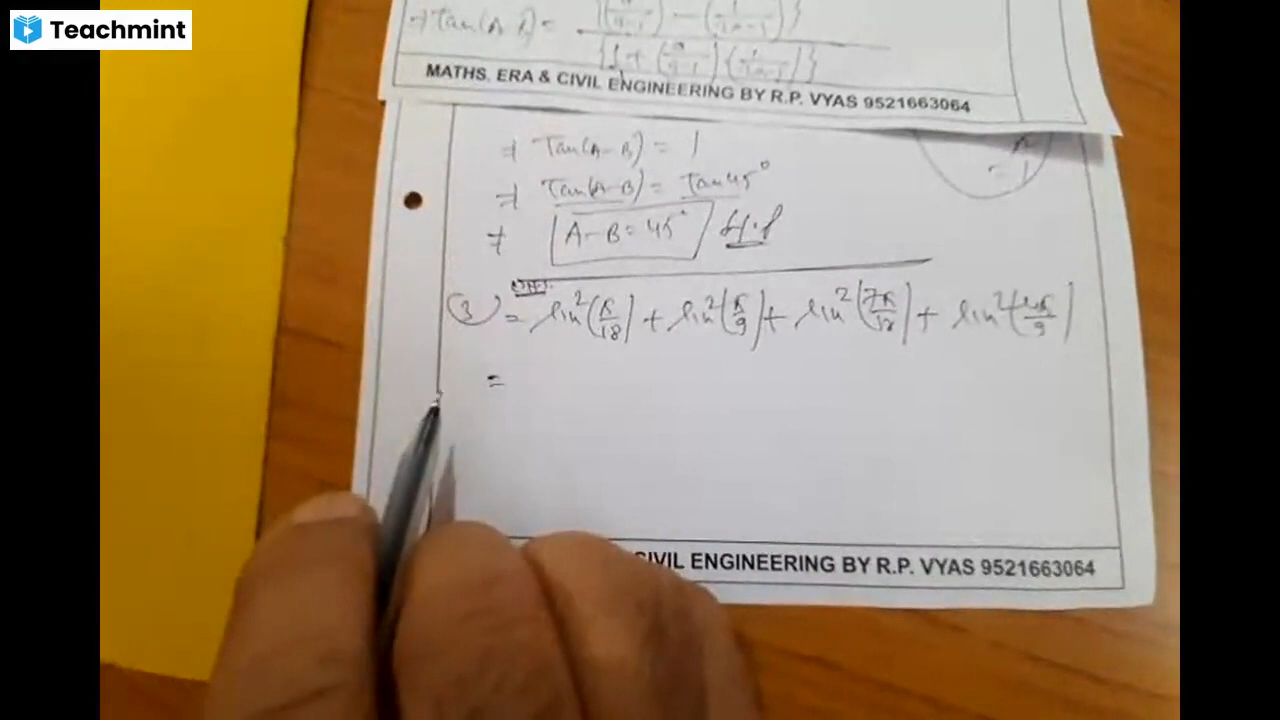 Teachmint
⇒ Tan(A-B) =
MATHS, ERA & CIVIL ENGINEERING BY R.P. VYAS 9521663064
⇒ Tan(A-B) = 1
⇒ Tan(A-B) = Tan45°
⇒ A-B = 45° H.P
(3) = sin²(π/18) + sin²(π/9) + sin²(7π/18) + sin²(4π/9)
=
CIVIL ENGINEERING BY R.P. VYAS 9521663064